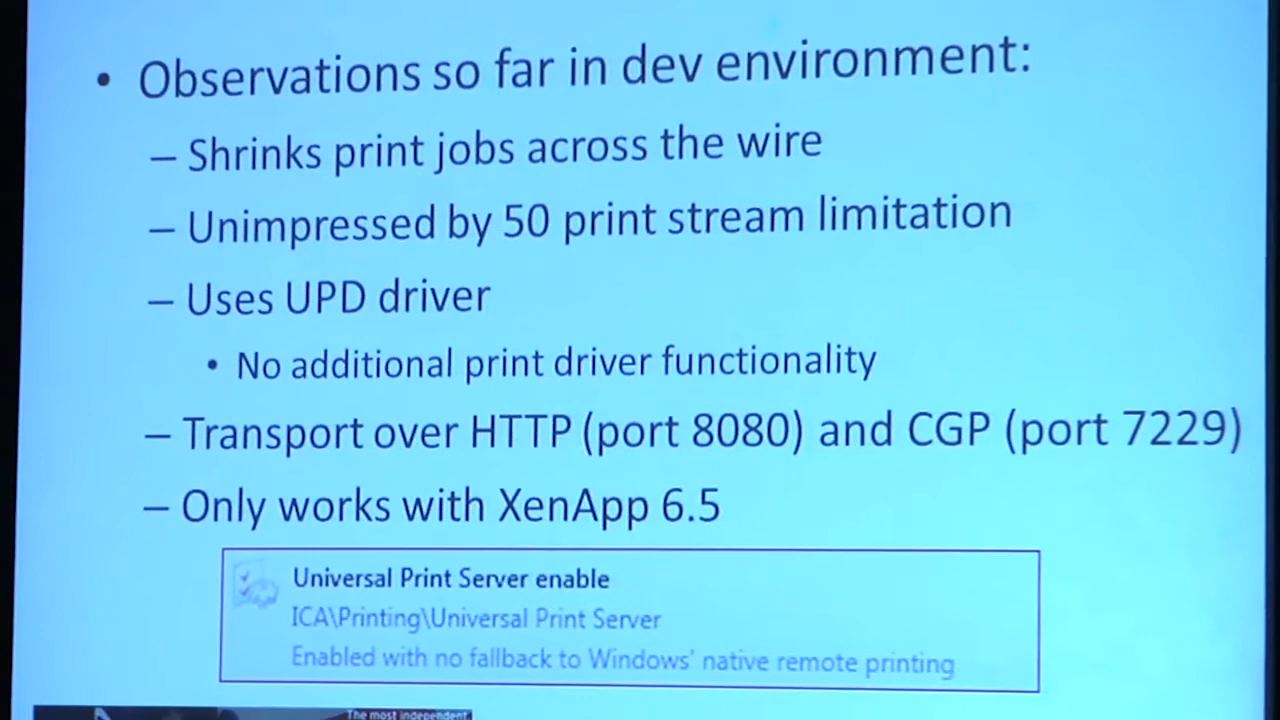 • Observations so far in dev environment:
– Shrinks print jobs across the wire
– Unimpressed by 50 print stream limitation
– Uses UPD driver
• No additional print driver functionality
– Transport over HTTP (port 8080) and CGP (port 7229)
– Only works with XenApp 6.5
Universal Print Server enable
ICA\Printing\Universal Print Server
Enabled with no fallback to Windows' native remote printing
The most independent